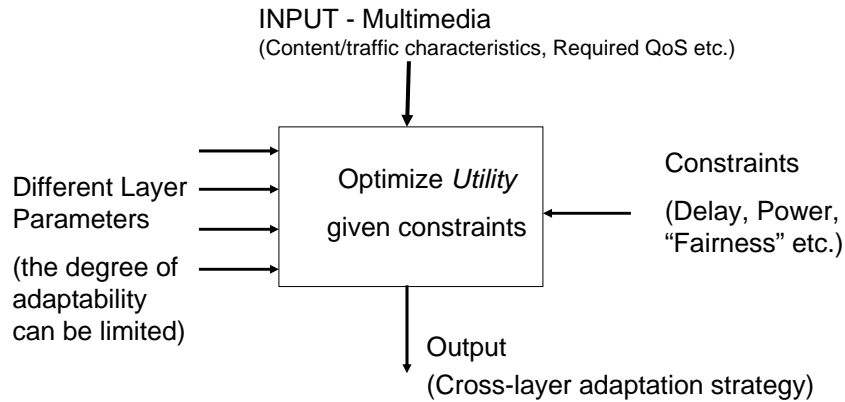 INPUT - Multimedia
(Content/traffic characteristics, Required QoS etc.)
Different Layer
Parameters
(the degree of
adaptability
can be limited)
Optimize Utility
given constraints
Constraints
(Delay, Power,
“Fairness” etc.)
Output
(Cross-layer adaptation strategy)